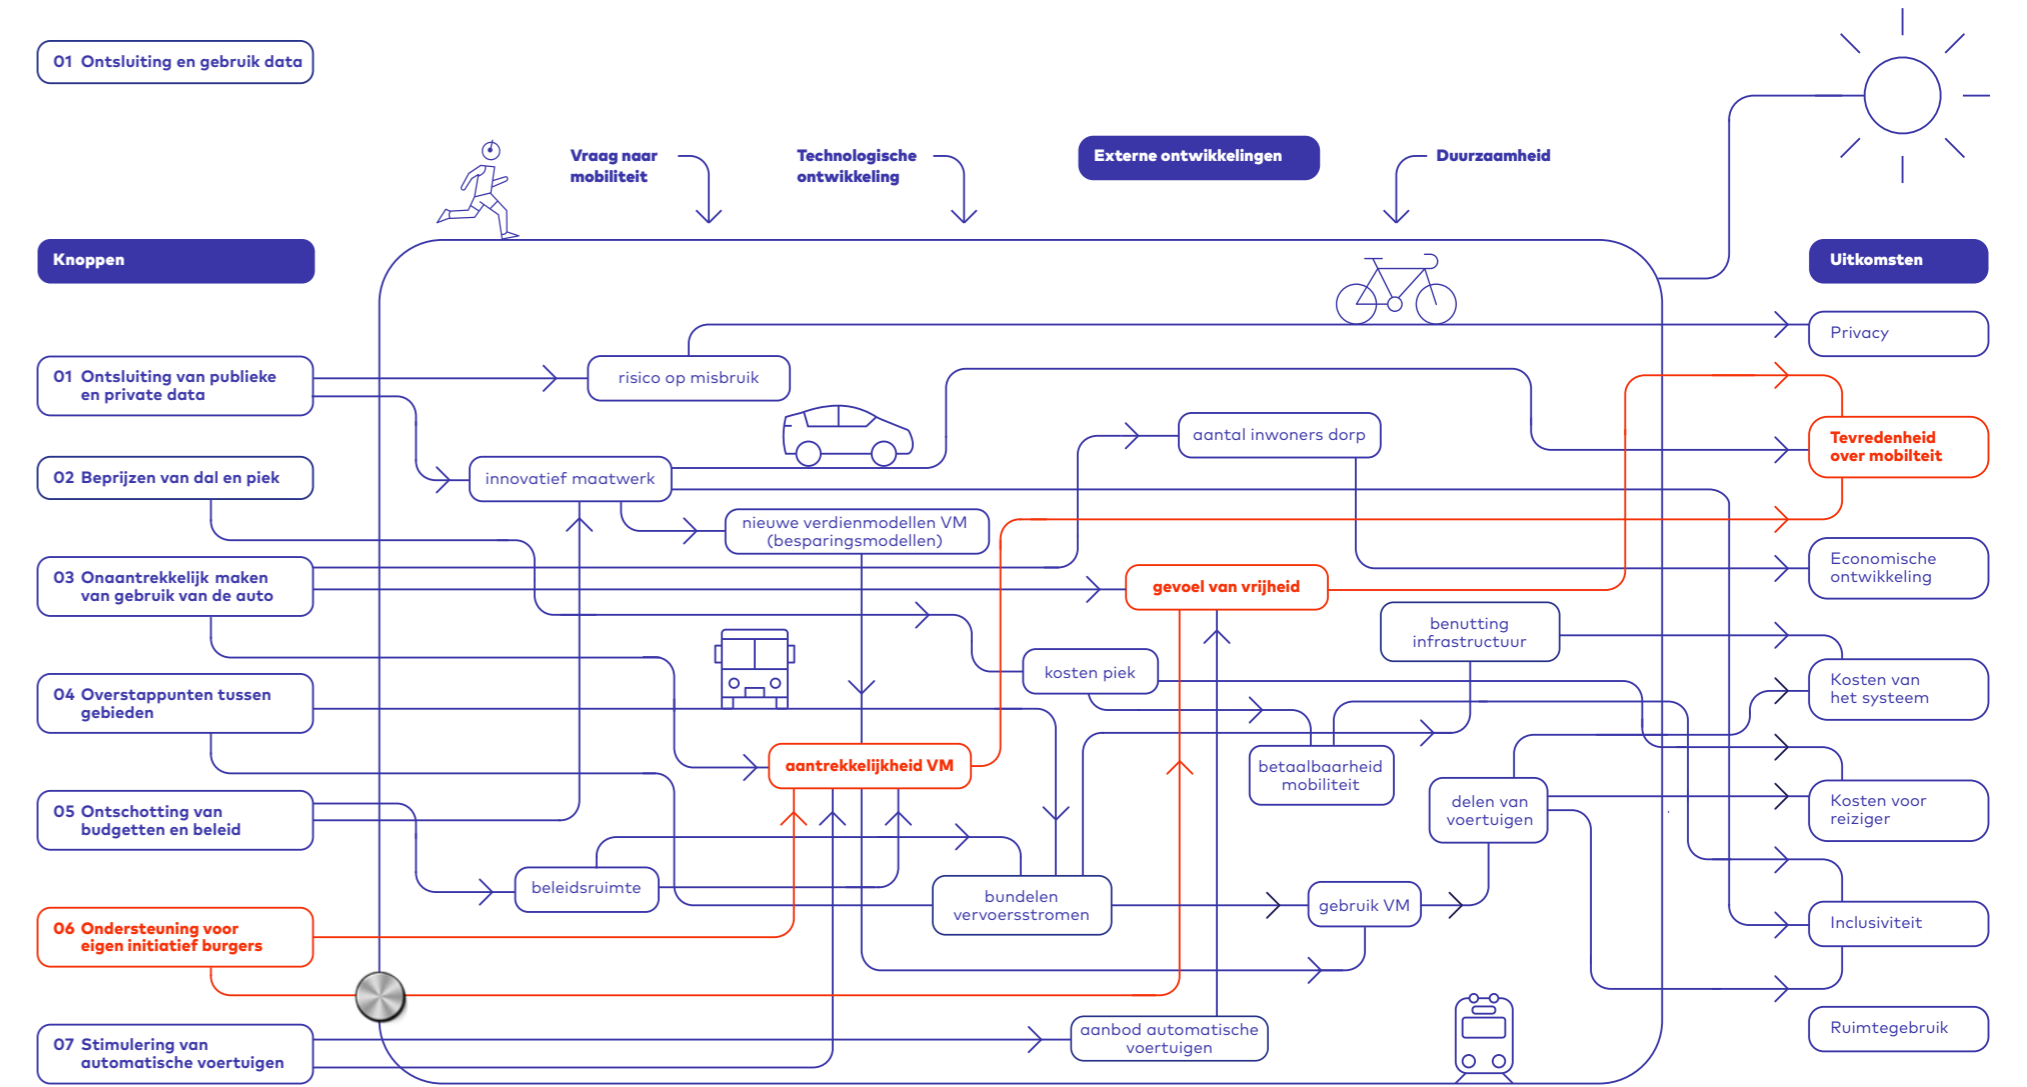 01 Ontsluiting en gebruik data
Vraag naar
mobiliteit
Technologische
ontwikkeling
Externe ontwikkelingen
Duurzaamheid
Knoppen
Uitkomsten
01 Ontsluiting van publieke
en private data
02 Beprijzen van dal en piek
03 Onaantrekkelijk maken
van gebruik van de auto
04 Overstappunten tussen
gebieden
05 Ontschotting van
budgetten en beleid
06 Ondersteuning voor
eigen initiatief burgers
07 Stimulering van
automatische voertuigen
risico op misbruik
innovatief maatwerk
nieuwe verdienmodellen VM
(besparingsmodellen)
aantal inwoners dorp
gevoel van vrijheid
benutting
infrastructuur
kosten piek
aantrekkelijkheid VM
betaalbaarheid
mobiliteit
delen van
voertuigen
beleidsruimte
bundelen
vervoersstromen
gebruik VM
aanbod automatische
voertuigen
Privacy
Tevredenheid
over mobilteit
Economische
ontwikkeling
Kosten van
het systeem
Kosten voor
reiziger
Inclusiviteit
Ruimtegebruik